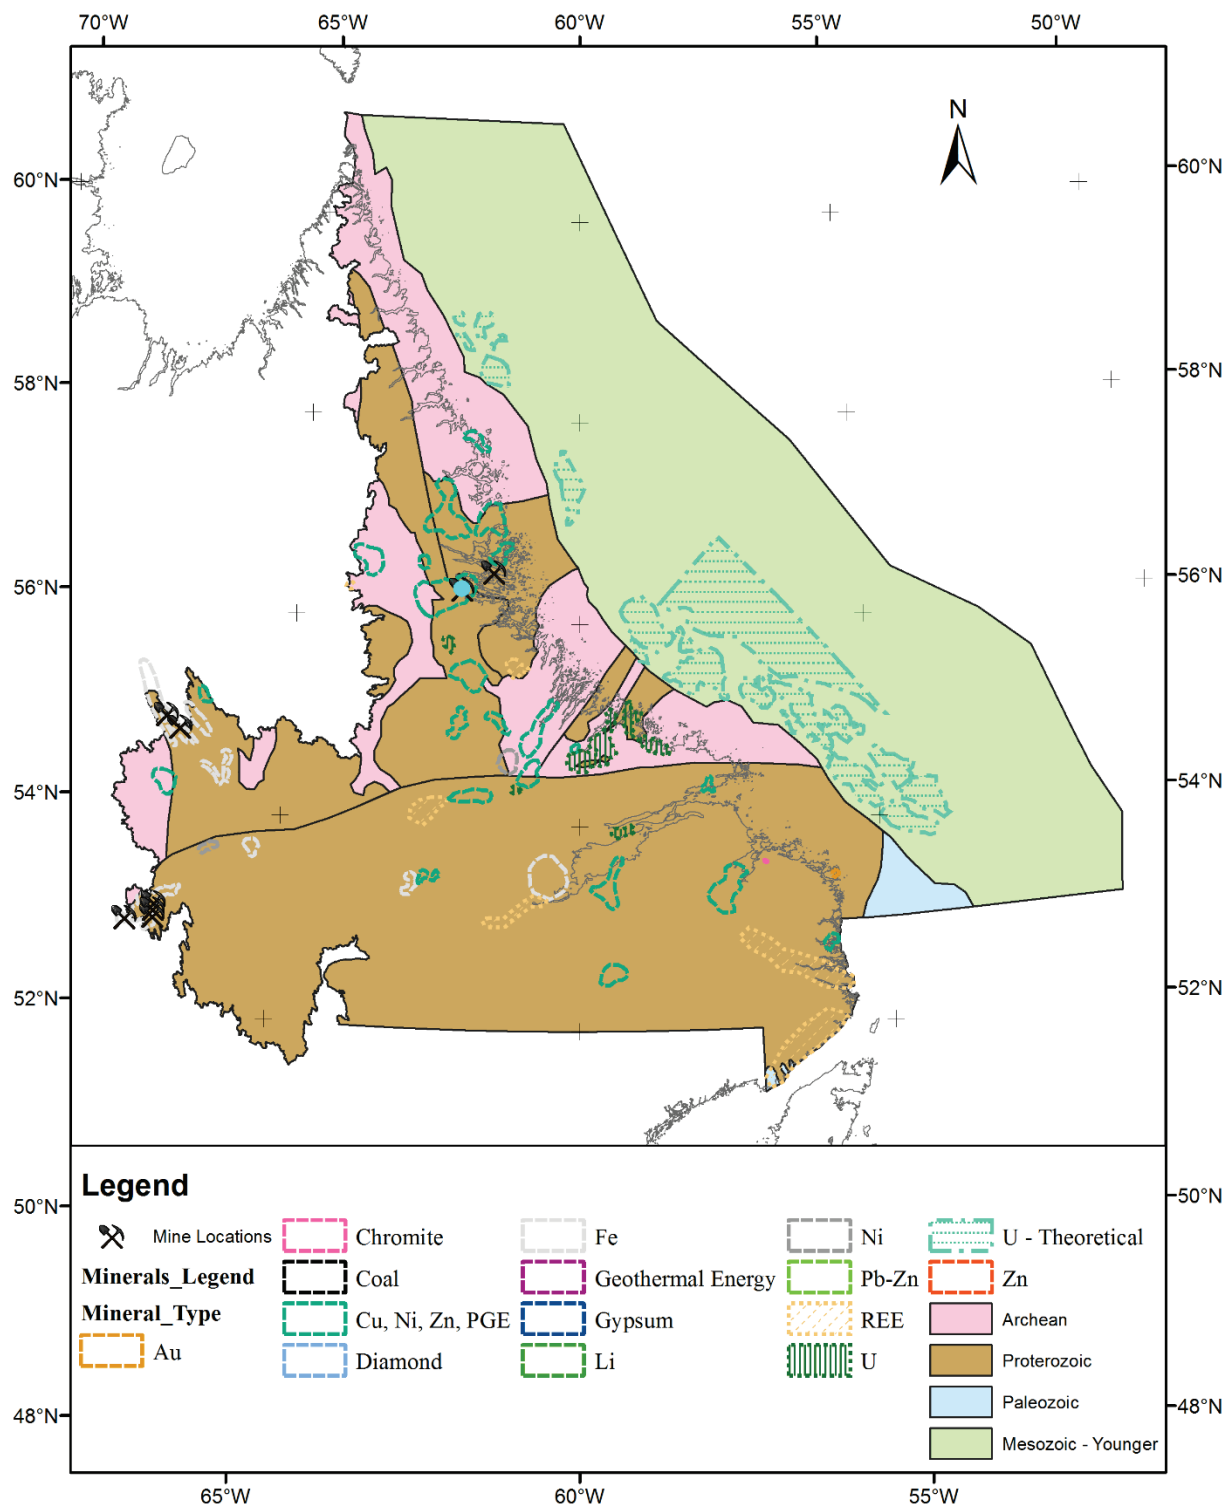 70°W 65°W 60°W 55°W 50°W
N
60°N 60°N
58°N 58°N
56°N 56°N
54°N 54°N
52°N 52°N
50°N 50°N
48°N 48°N
Legend
Mine Locations
Minerals_Legend
Mineral_Type
Au
Chromite
Coal
Cu, Ni, Zn, PGE
Diamond
Fe
Geothermal Energy
Gypsum
Li
Ni
Pb-Zn
REE
U
U - Theoretical
Zn
Archean
Proterozoic
Paleozoic
Mesozoic - Younger
65°W 60°W 55°W